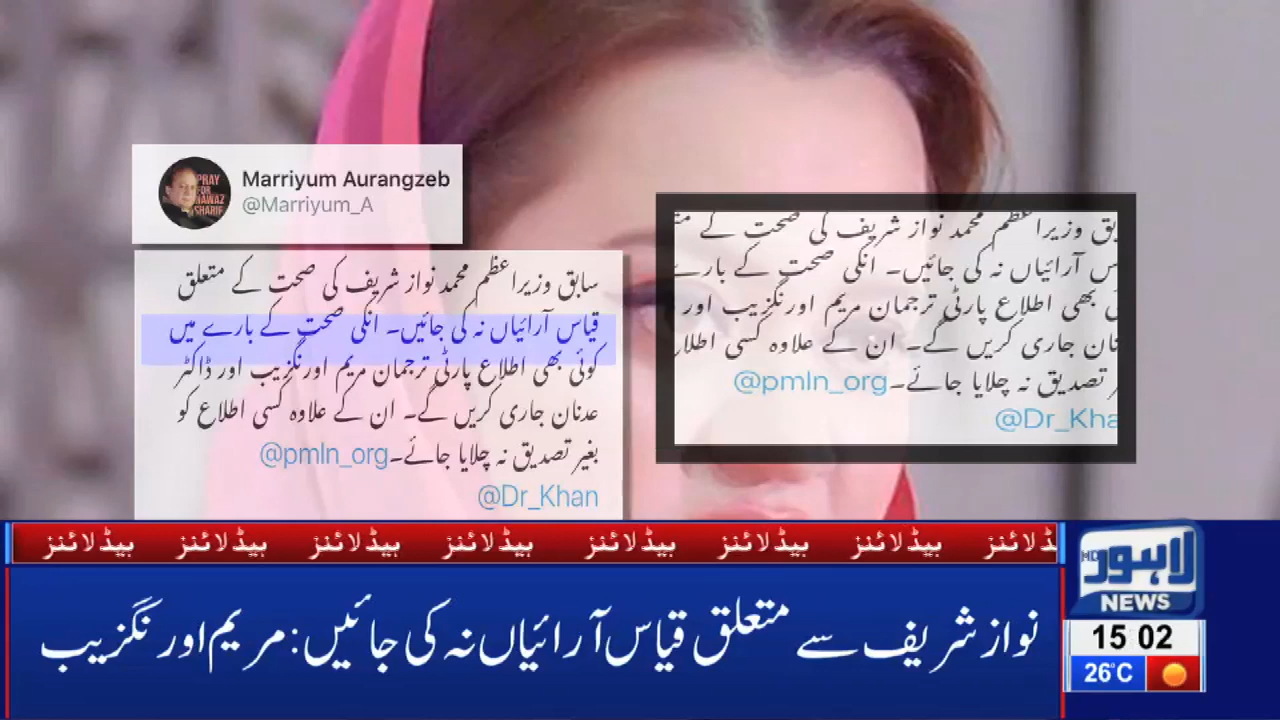 PRAY
FOR
NAWAZ
SHARIF
Marriyum Aurangzeb
@Marriyum_A
سابق وزیراعظم محمد نواز شریف کی صحت کے متعلق
قیاس آرائیاں نہ کی جائیں۔ انکی صحت کے بارے میں
کوئی بھی اطلاع پارٹی ترجمان مریم اورنگزیب اور ڈاکٹر
عدنان جاری کریں گے۔ ان کے علاوہ کسی اطلاع کو
بغیر تصدیق نہ چلایا جائے۔ @pmln_org
@Dr_Khan
وزیراعظم محمد نواز شریف کی صحت کے
آرائیاں نہ کی جائیں۔ انکی صحت کے بارے
بھی اطلاع پارٹی ترجمان مریم اورنگزیب اور
جاری کریں گے۔ ان کے علاوہ کسی
تصدیق نہ چلایا جائے۔ @pmln_org
@Dr_Kha
ہیڈلائنز ہیڈلائنز ہیڈلائنز ہیڈلائنز ہیڈلائنز ہیڈلائنز ہیڈلائنز
نواز شریف سے متعلق قیاس آرائیاں نہ کی جائیں: مریم اورنگزیب
لاہور HD
NEWS
15 02
26°C